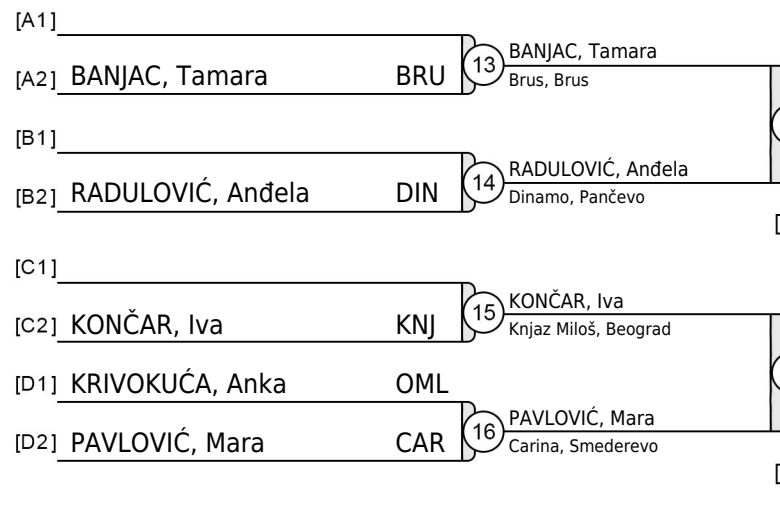 [A1]
BANJAC, Tamara
13
[A2] BANJAC, Tamara BRU
Brus, Brus
[B1]
RADULOVIĆ, Anđela
14
[B2] RADULOVIĆ, Anđela DIN
Dinamo, Pančevo
[C1]
KONČAR, Iva
15
[C2] KONČAR, Iva KNJ
Knjaz Miloš, Beograd
[D1] KRIVOKUĆA, Anka OML
PAVLOVIĆ, Mara
16
[D2] PAVLOVIĆ, Mara CAR
Carina, Smederevo